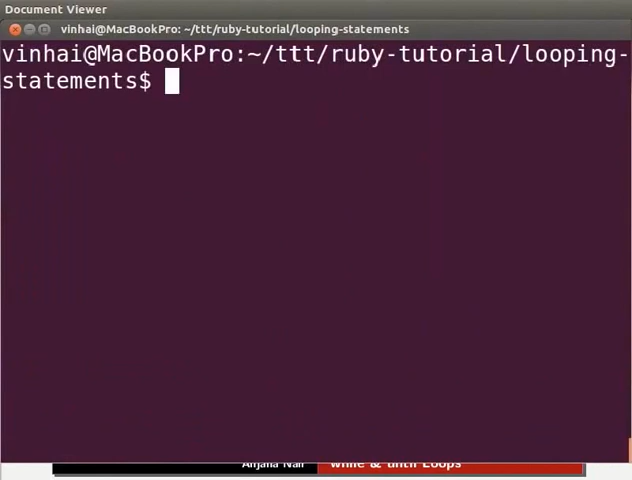 Document Viewer
vinhai@MacBookPro: ~/ttt/ruby-tutorial/looping-statements
vinhai@MacBookPro:~/ttt/ruby-tutorial/looping-
statements$
Anjana Nair while & until Loops